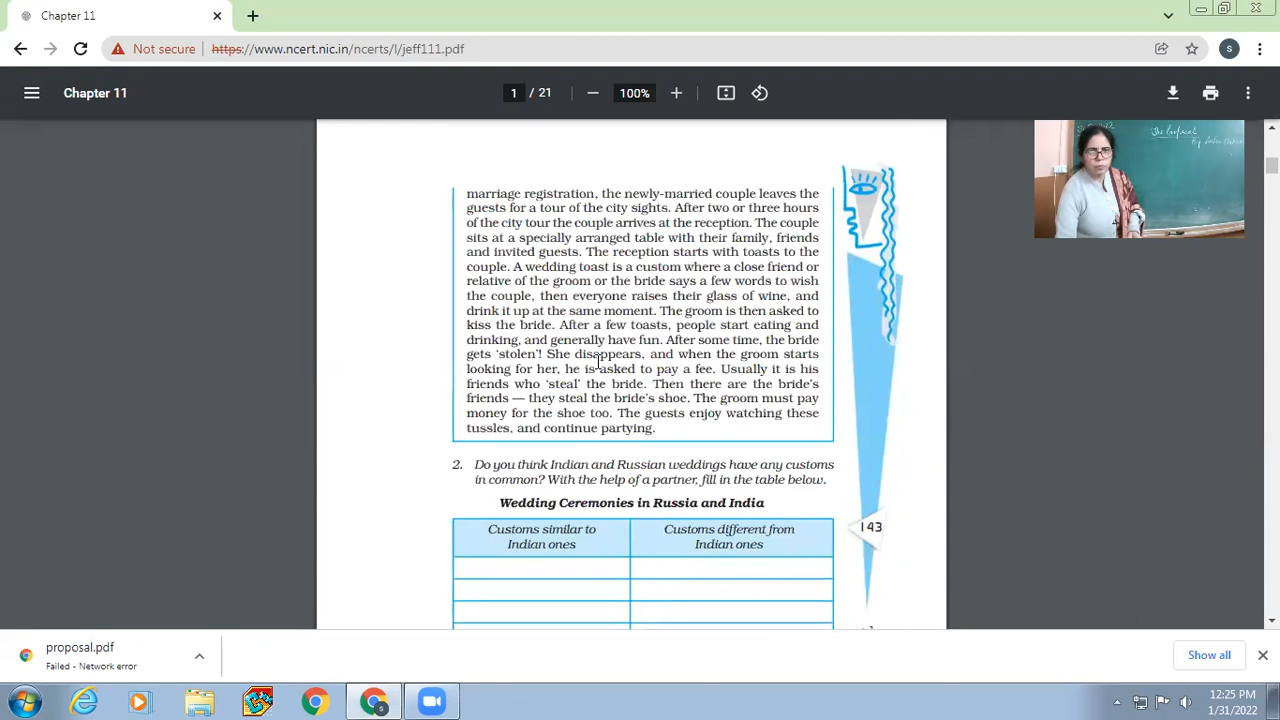 Chapter 11
Not secure
https://www.ncert.nic.in/ncerts/l/jeff111.pdf
S
Chapter 11
1 / 21
100%
The Proposal
marriage registration, the newly-married couple leaves the
guests for a tour of the city sights. After two or three hours
of the city tour the couple arrives at the reception. The couple
sits at a specially arranged table with their family, friends
and invited guests. The reception starts with toasts to the
couple. A wedding toast is a custom where a close friend or
relative of the groom or the bride says a few words to wish
the couple, then everyone raises their glass of wine, and
drink it up at the same moment. The groom is then asked to
kiss the bride. After a few toasts, people start eating and
drinking, and generally have fun. After some time, the bride
gets ‘stolen’! She disappears, and when the groom starts
looking for her, he is asked to pay a fee. Usually it is his
friends who ‘steal’ the bride. Then there are the bride’s
friends — they steal the bride’s shoe. The groom must pay
money for the shoe too. The guests enjoy watching these
tussles, and continue partying.
2. Do you think Indian and Russian weddings have any customs
in common? With the help of a partner, fill in the table below.
Wedding Ceremonies in Russia and India
Customs similar to
Indian ones
Customs different from
Indian ones
143
proposal.pdf
Failed - Network error
Show all
12:25 PM
1/31/2022